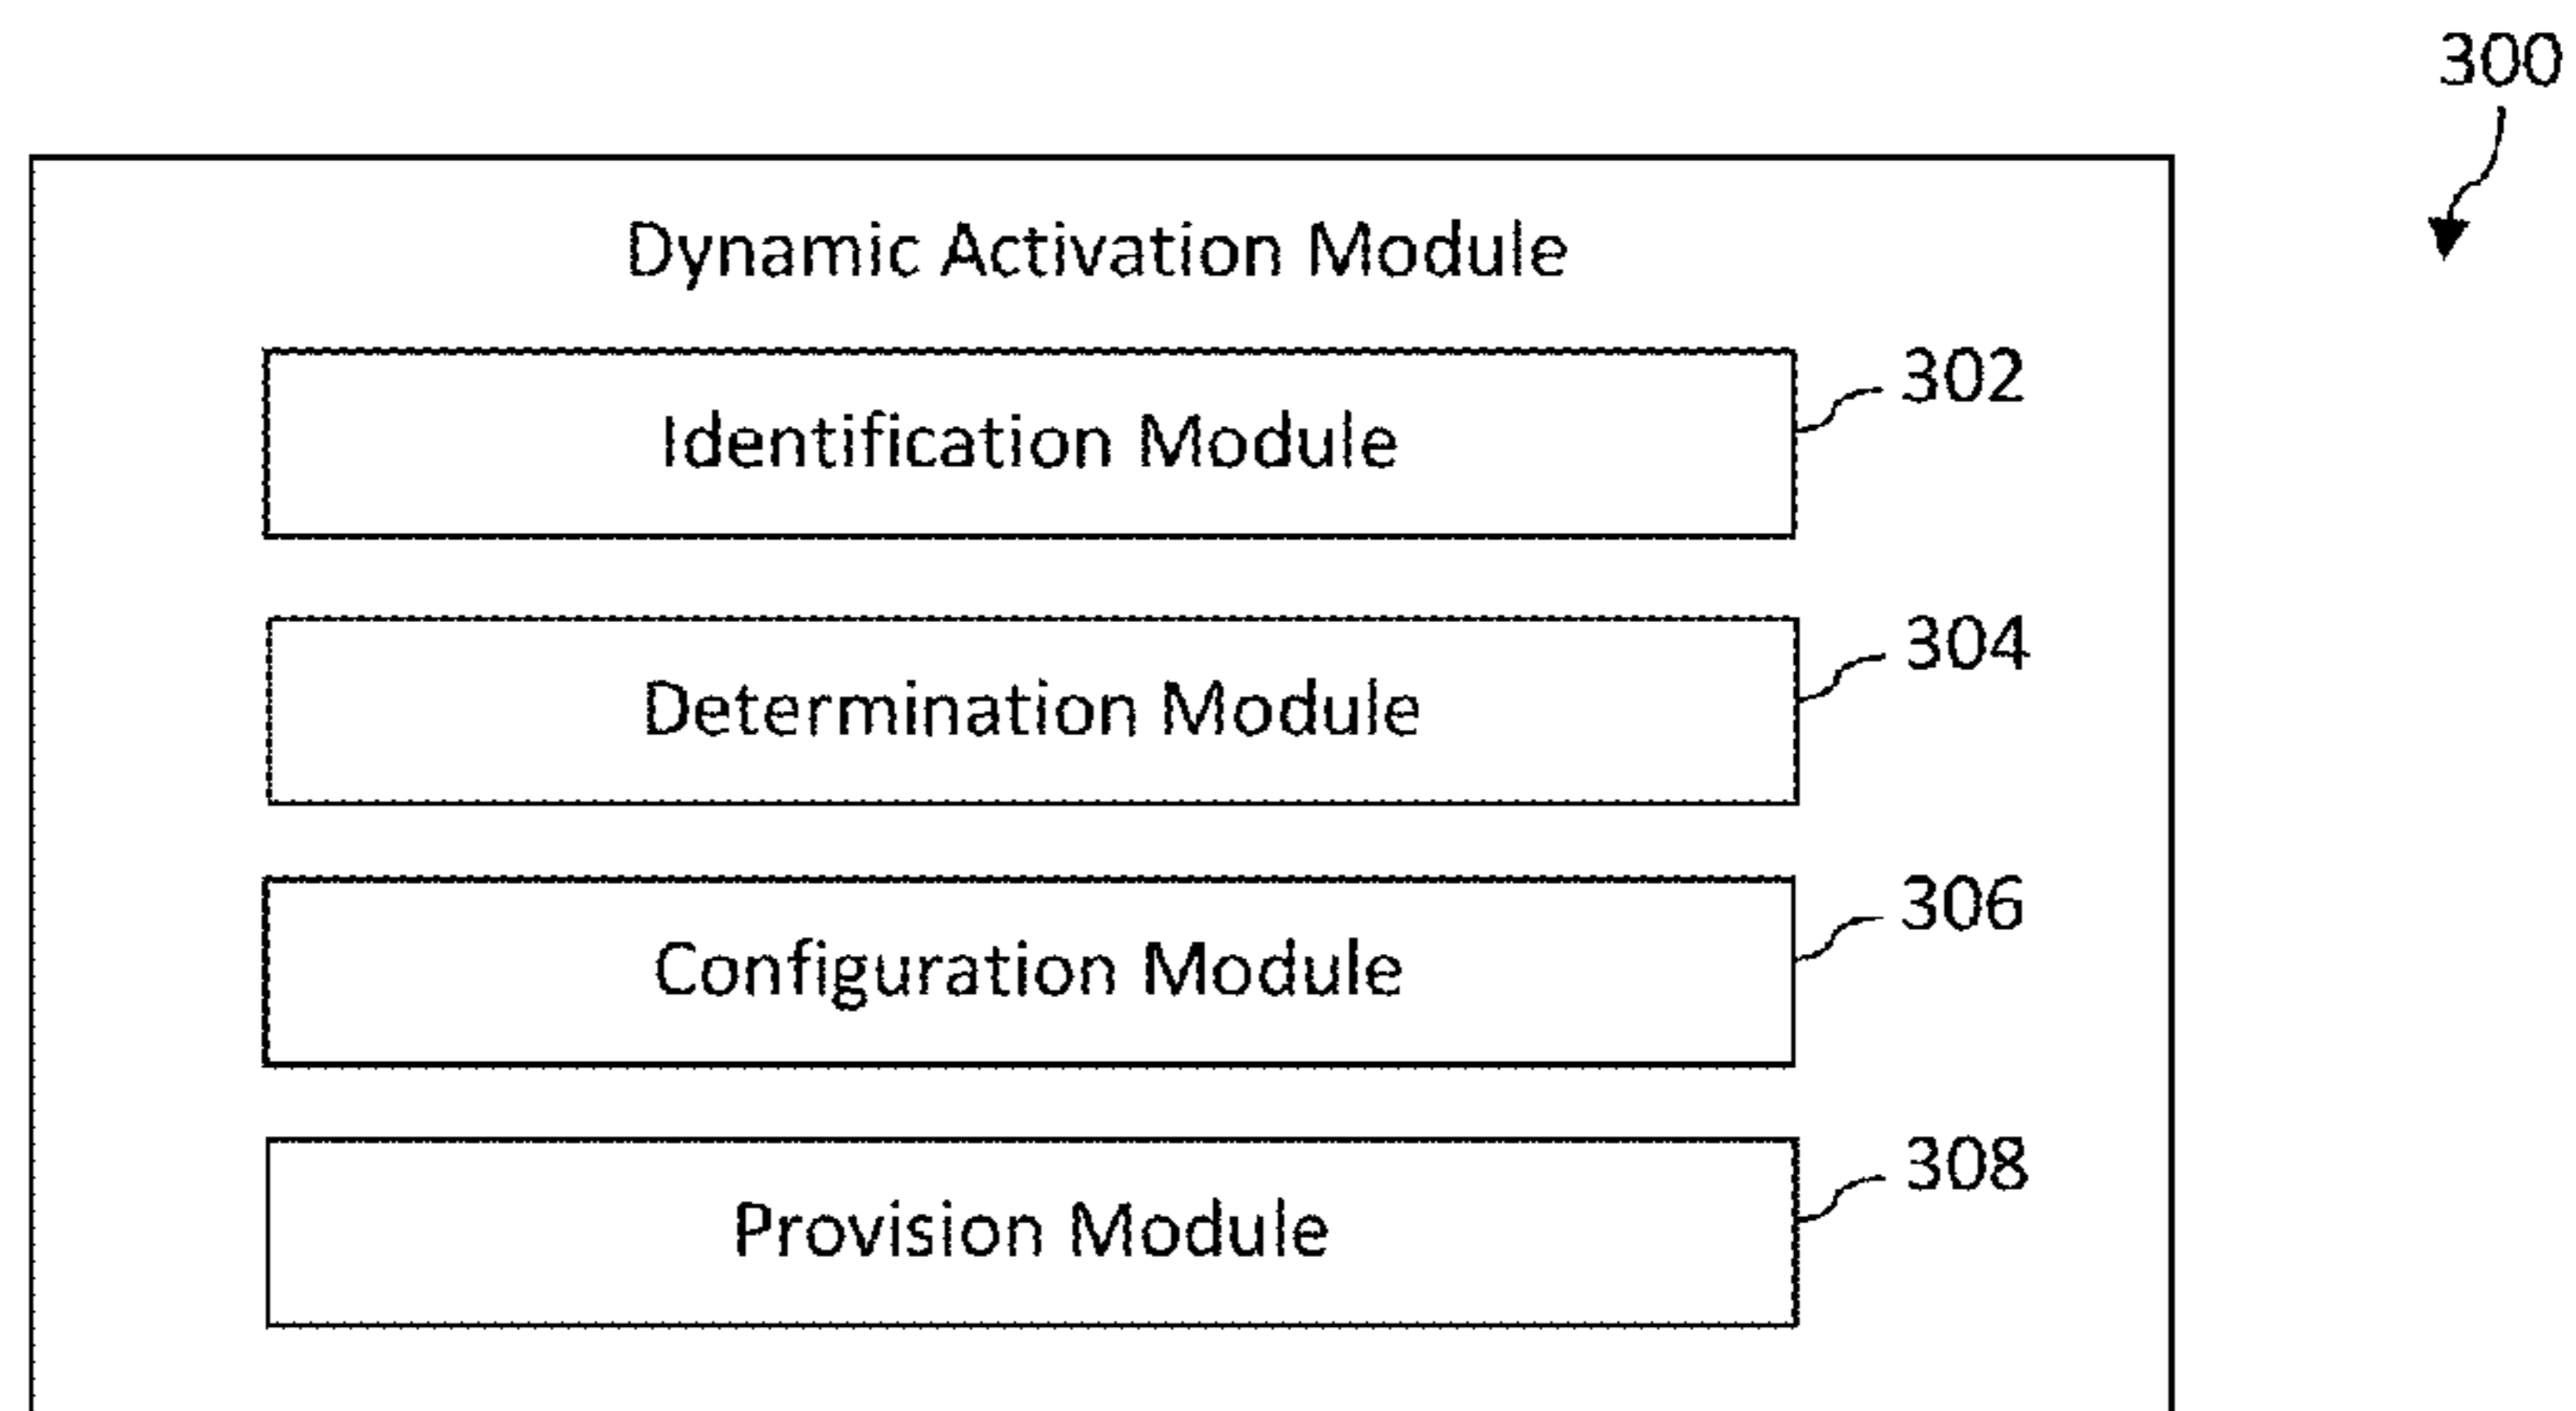 300
Dynamic Activation Module
Identification Module
302
Determination Module
304
Configuration Module
306
Provision Module
308